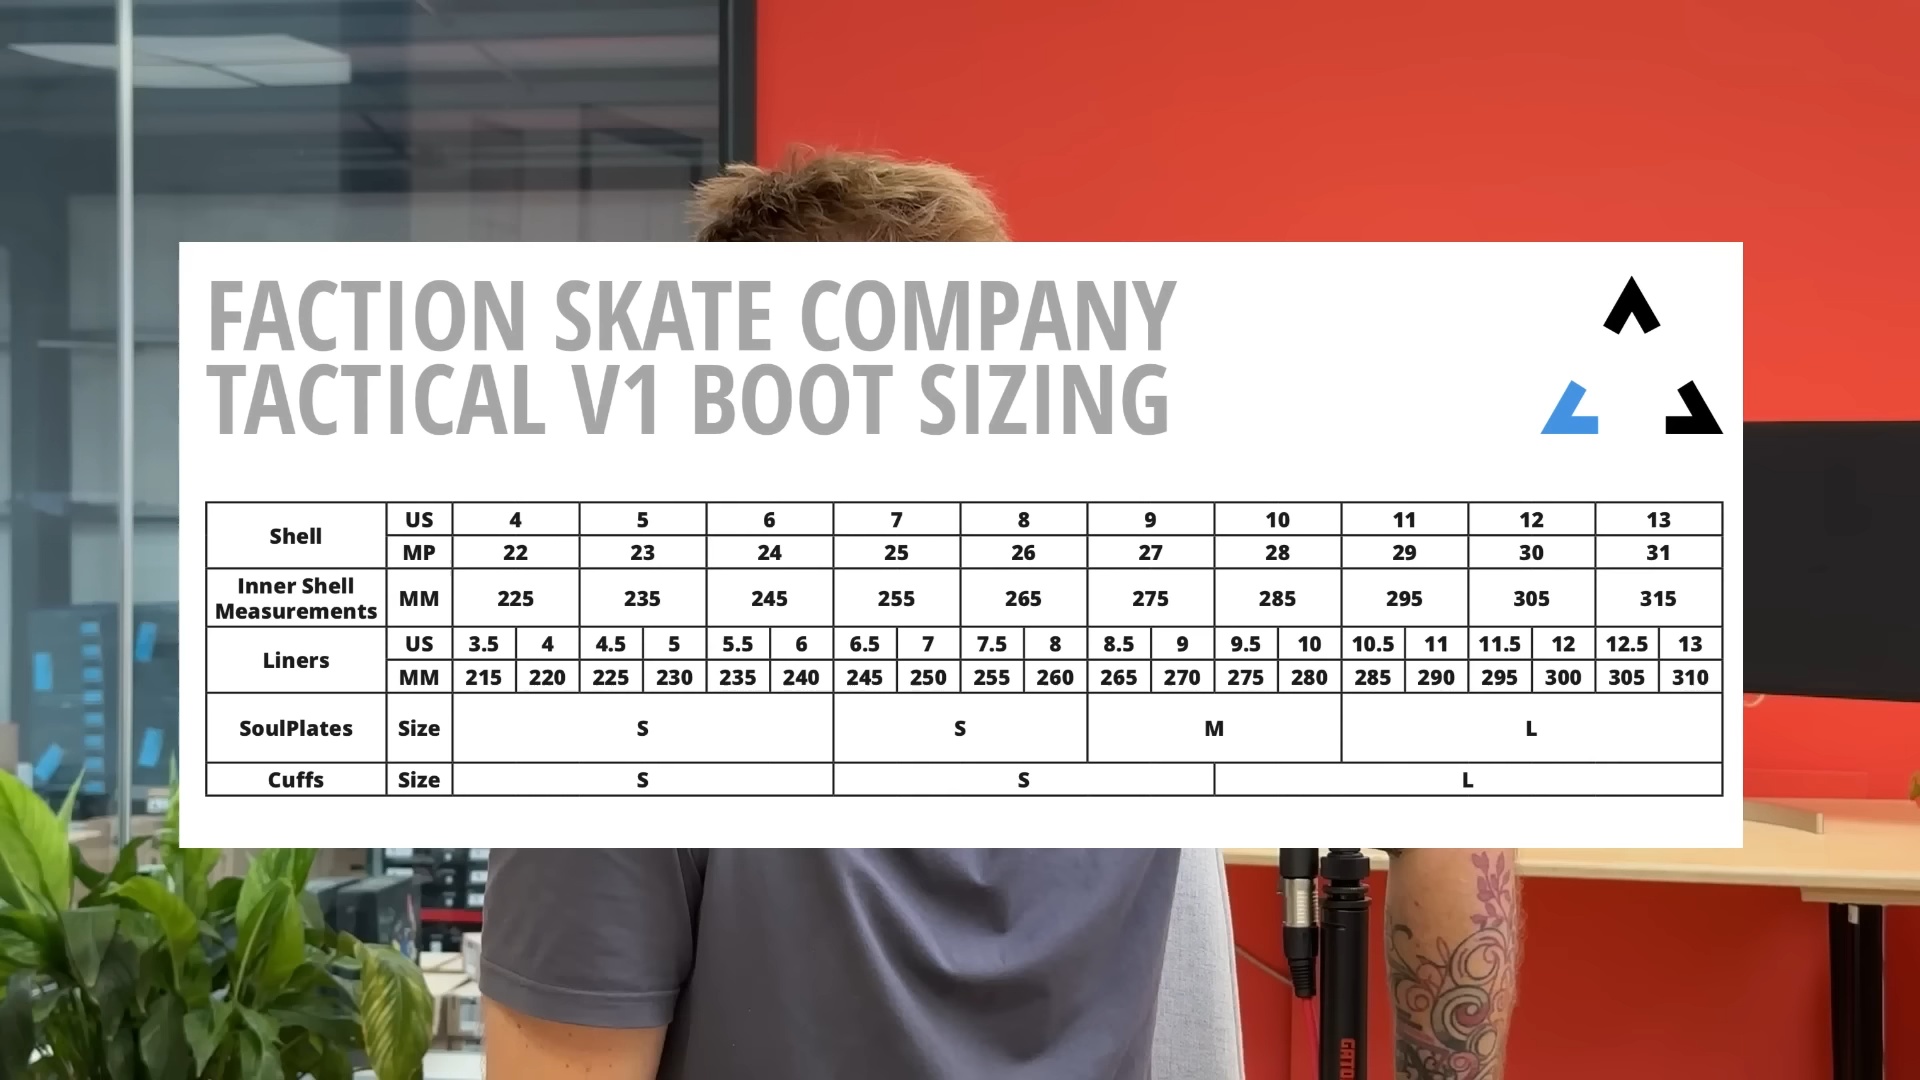 FACTION SKATE COMPANY
TACTICAL V1 BOOT SIZING
Shell US 4 5 6 7 8 9 10 11 12 13
MP 22 23 24 25 26 27 28 29 30 31
Inner Shell
Measurements MM 225 235 245 255 265 275 285 295 305 315
Liners US 3.5 4 4.5 5 5.5 6 6.5 7 7.5 8 8.5 9 9.5 10 10.5 11 11.5 12 12.5 13
MM 215 220 225 230 235 240 245 250 255 260 265 270 275 280 285 290 295 300 305 310
SoulPlates Size S S M L
Cuffs Size S S L